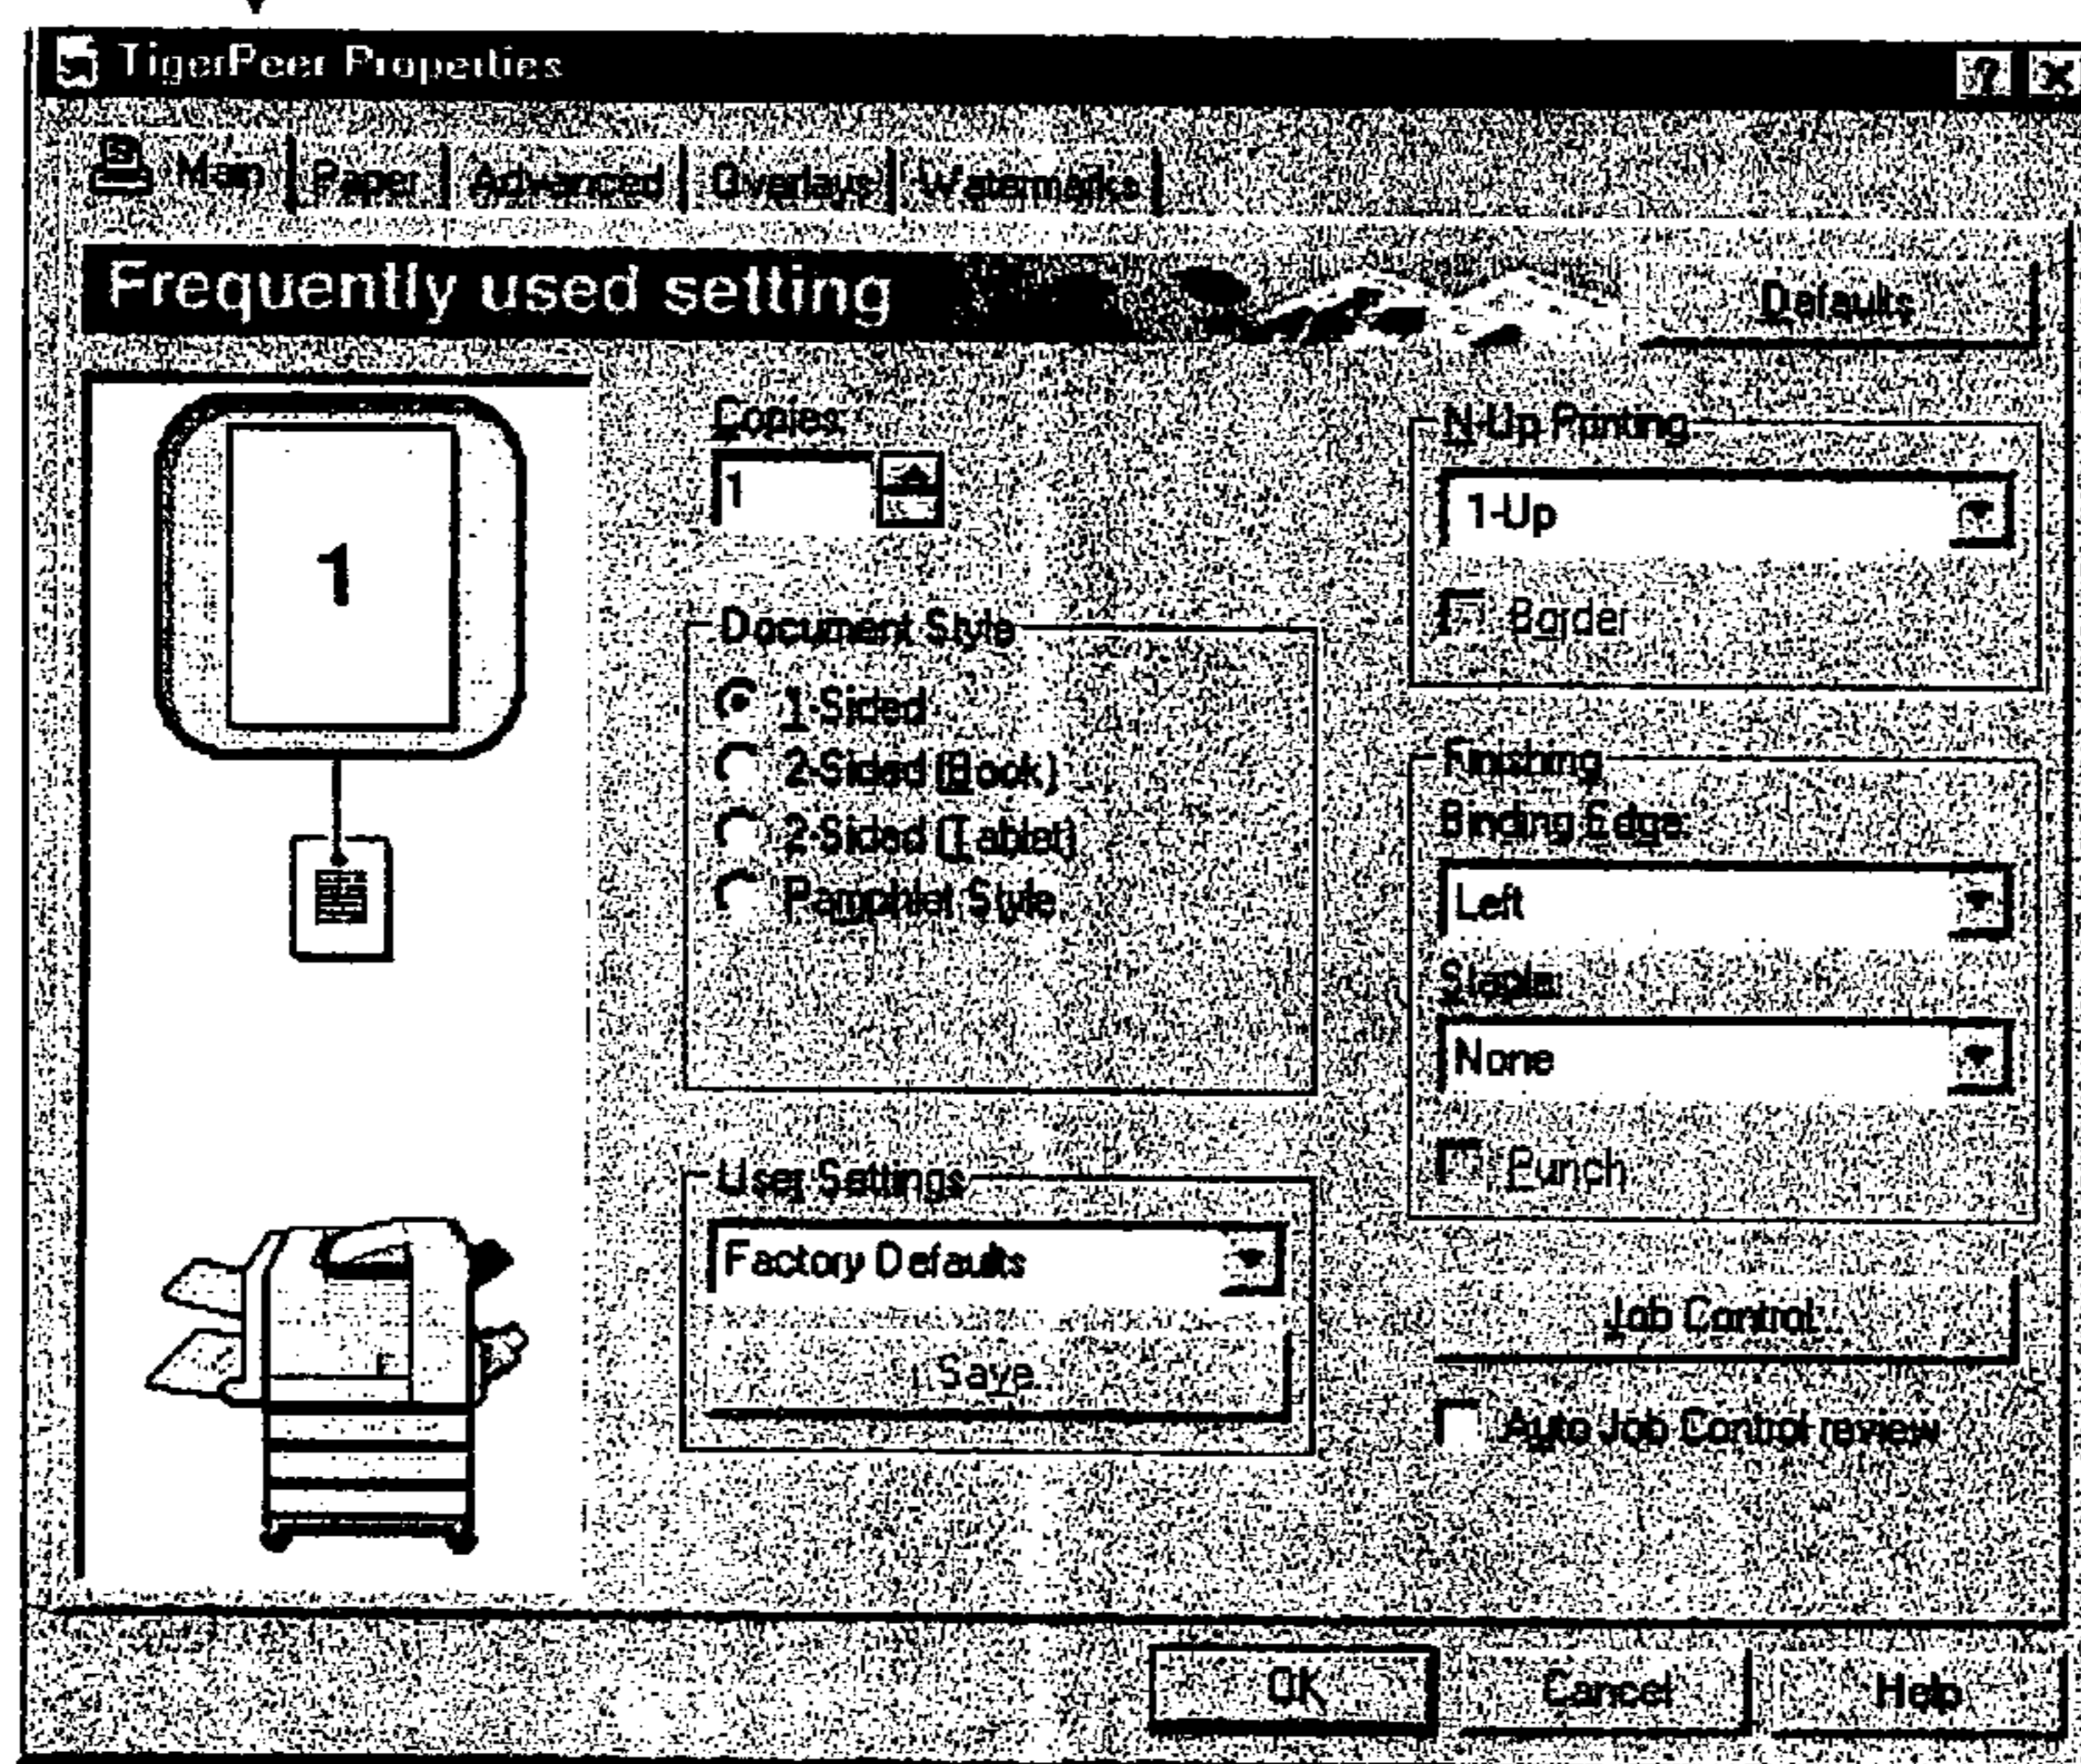 TigerPeer Properties
Main Paper Advanced Overlays Watermarks
Frequently used setting
Defaults
1
Copies:
1
Document Style
1-Sided
2-Sided (Book)
2-Sided (Tablet)
Pamphlet Style
User Settings
Factory Defaults
Save
N-Up Printing
1-Up
Border
Finishing
Binding Edge:
Left
Staple:
None
Punch
Job Control...
Auto Job Control review
OK Cancel Help